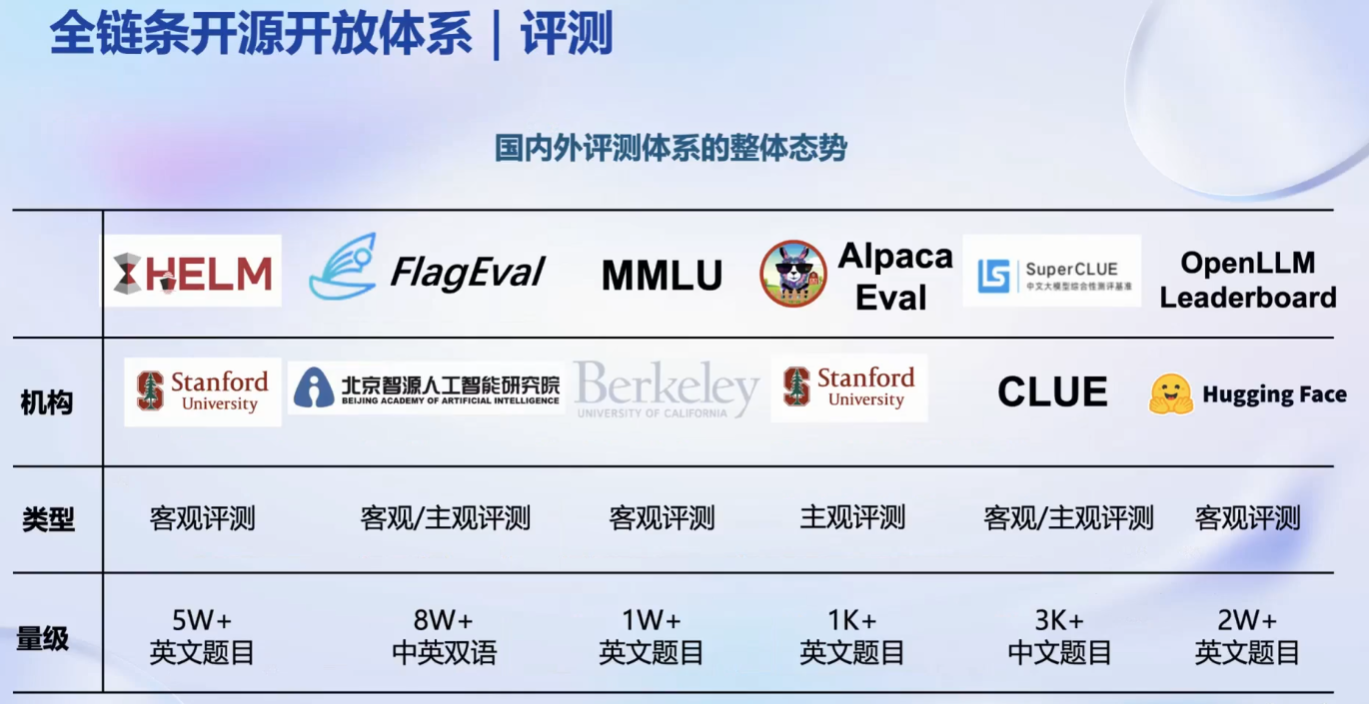 全链条开源开放体系 | 评测
国内外评测体系的整体态势
HELM
FlagEval
MMLU
Alpaca
Eval
SuperCLUE
中文大模型综合性测评基准
OpenLLM
Leaderboard
机构
Stanford
University
北京智源人工智能研究院
BEIJING ACADEMY OF ARTIFICIAL INTELLIGENCE
Berkeley
UNIVERSITY OF CALIFORNIA
Stanford
University
CLUE
Hugging Face
类型
客观评测
客观/主观评测
客观评测
主观评测
客观/主观评测
客观评测
量级
5W+
英文题目
8W+
中英双语
1W+
英文题目
1K+
英文题目
3K+
中文题目
2W+
英文题目